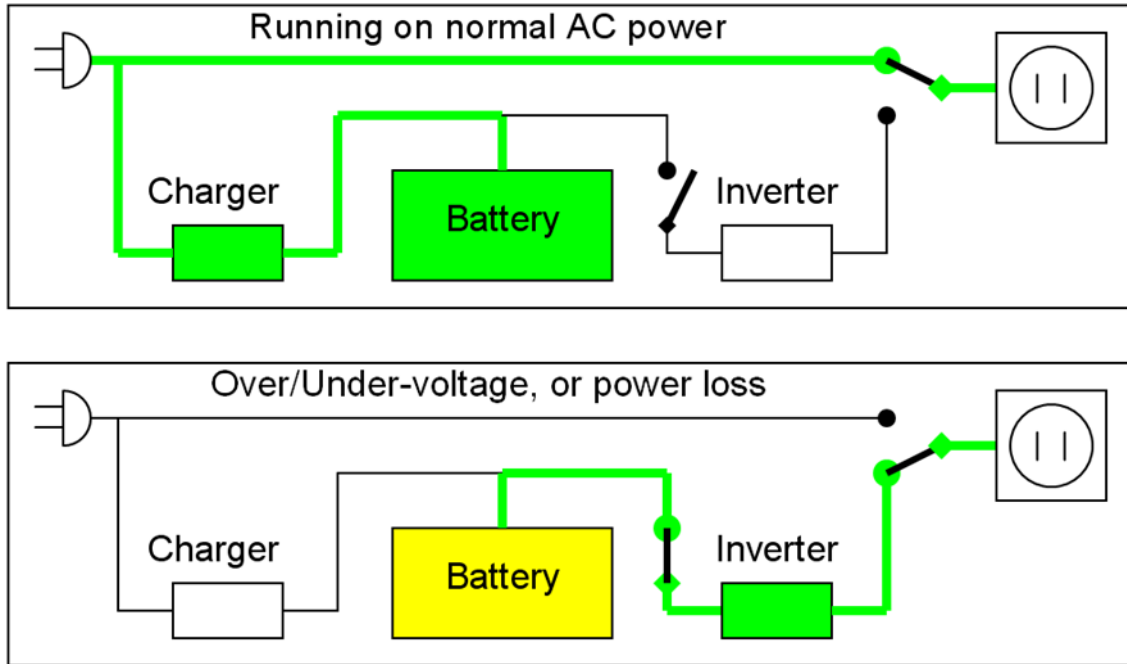 Running on normal AC power
Charger
Battery
Inverter
Over/Under-voltage, or power loss
Charger
Battery
Inverter